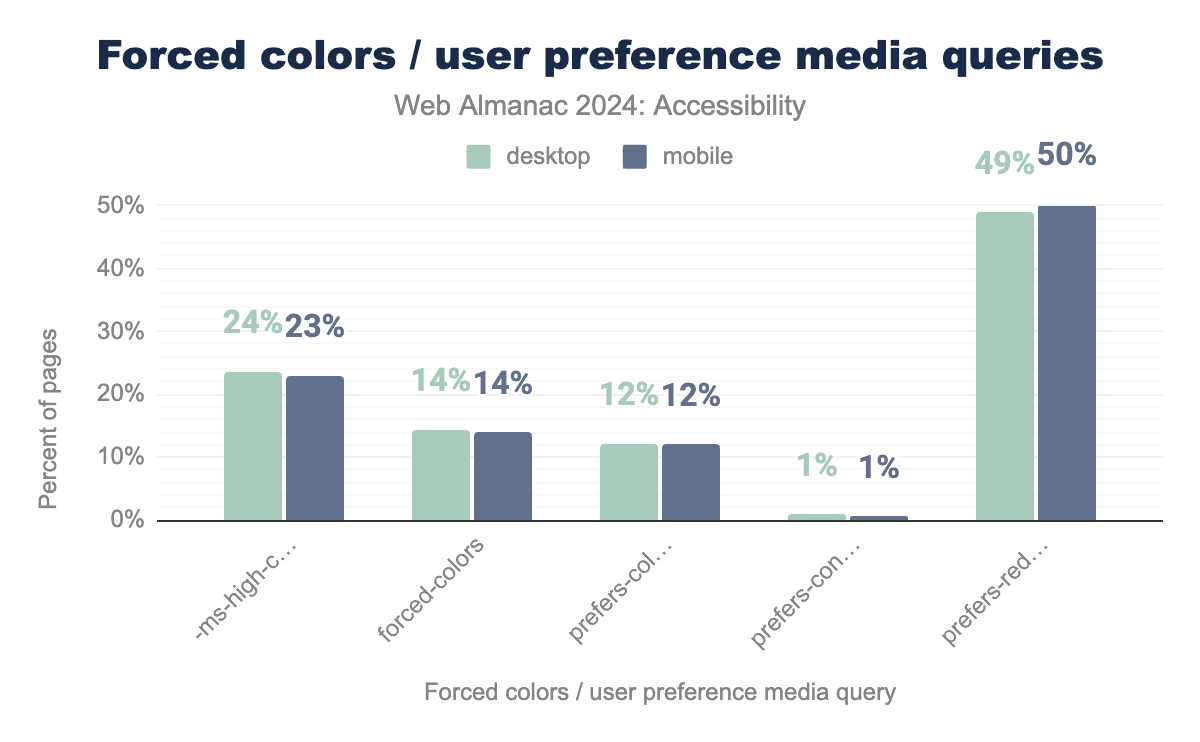 Forced colors / user preference media queries
Web Almanac 2024: Accessibility
desktop mobile
49% 50%
50%
40%
30%
20%
10%
0%
Percent of pages
24% 23%
14% 14%
12% 12%
1% 1%
-ms-high-c...
forced-colors
prefers-col...
prefers-con...
prefers-red...
Forced colors / user preference media query